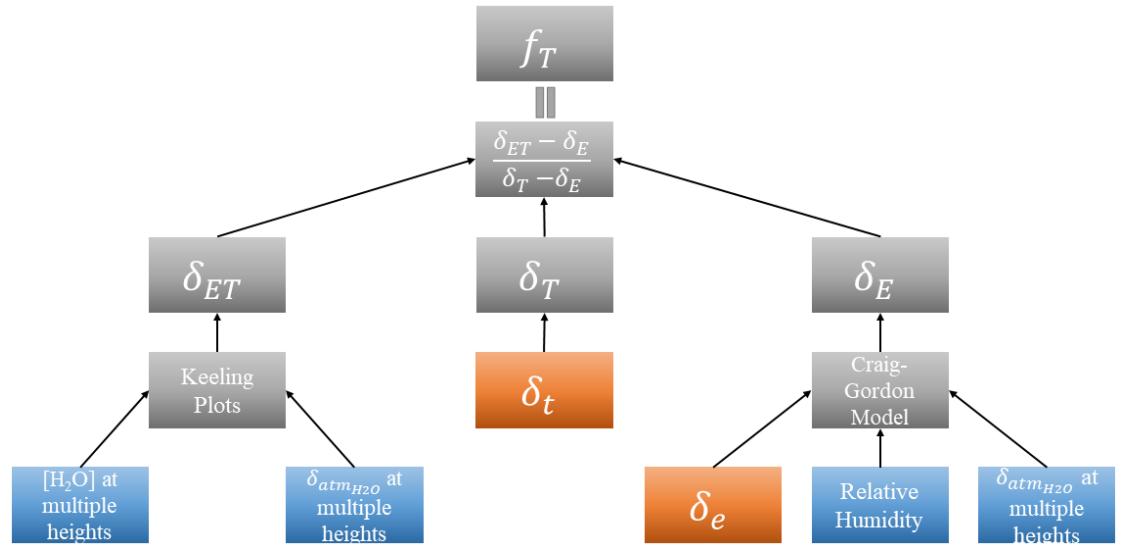 f_T
δ_ET − δ_E
δ_T − δ_E
δ_ET
δ_T
δ_E
Keeling
Plots
δ_t
Craig-
Gordon
Model
[H₂O] at
multiple
heights
δ_atm_H2O at
multiple
heights
δ_e
Relative
Humidity
δ_atm_H2O at
multiple
heights